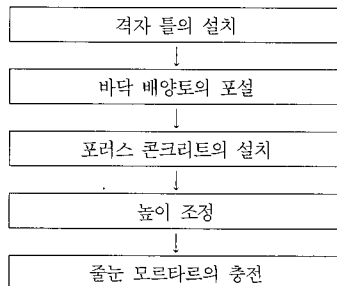 격자 틀의 설치
↓
바닥 배양토의 포설
↓
포러스 콘크리트의 설치
↓
높이 조정
↓
줄눈 모르타르의 충전